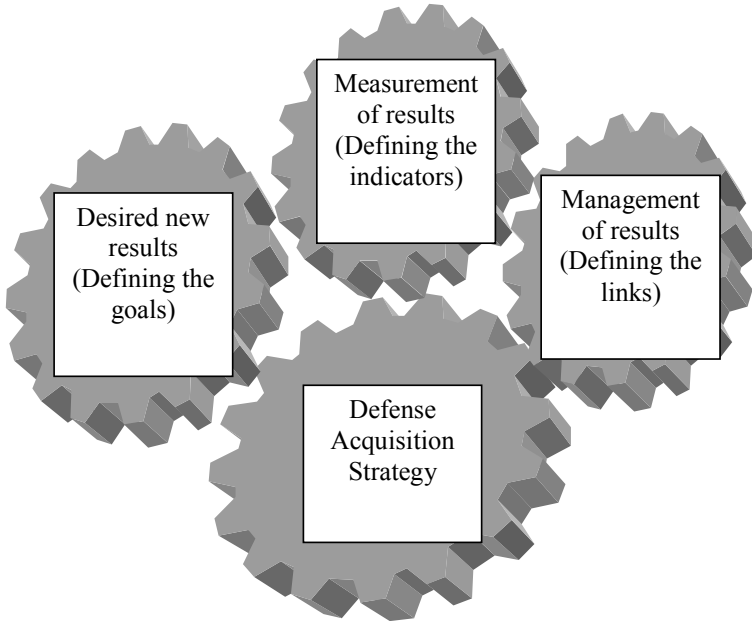 Measurement
of results
(Defining the
indicators)
Desired new
results
(Defining the
goals)
Management
of results
(Defining the
links)
Defense
Acquisition
Strategy